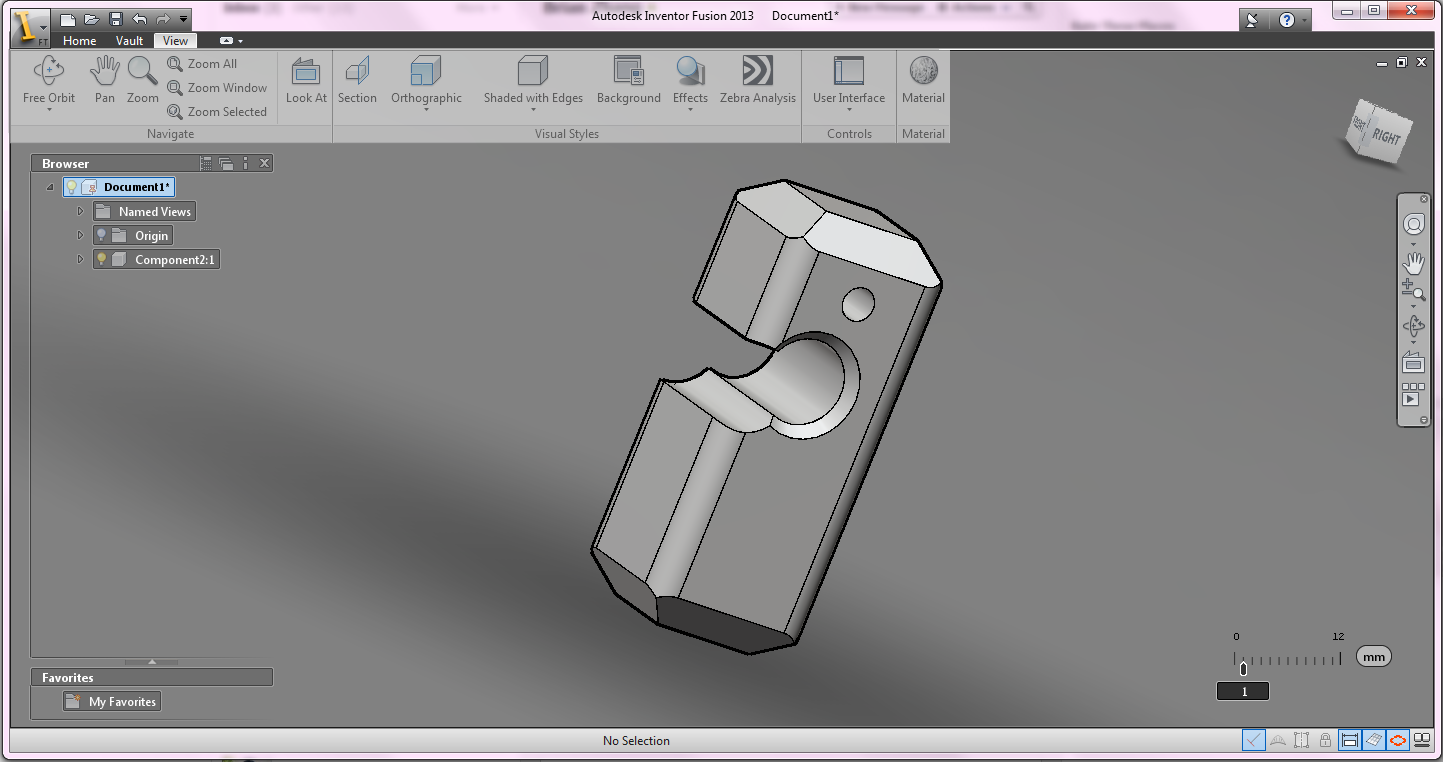 Autodesk Inventor Fusion 2013 Document1*
FT
Home Vault View
Free Orbit
Pan
Zoom
Zoom All
Zoom Window
Zoom Selected
Look At
Section
Orthographic
Shaded with Edges
Background
Effects
Zebra Analysis
User Interface
Material
Navigate
Visual Styles
Controls
Material
RIGHT
Browser
Document1*
Named Views
Origin
Component2:1
0 12
mm
1
Favorites
My Favorites
No Selection